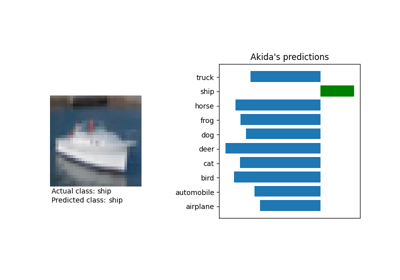 Akida's predictions
truck
ship
horse
frog
dog
deer
cat
bird
automobile
airplane
Actual class: ship
Predicted class: ship